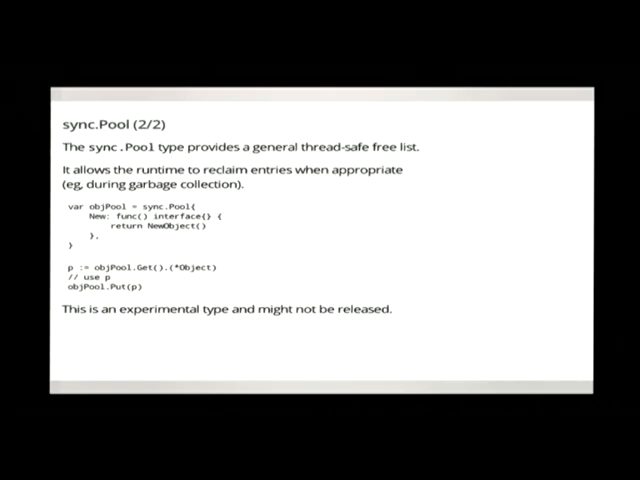 sync.Pool (2/2)
The sync.Pool type provides a general thread-safe free list.
It allows the runtime to reclaim entries when appropriate
(eg, during garbage collection).
var objPool = sync.Pool{
    New: func() interface{} {
        return NewObject()
    },
}
p := objPool.Get().(*Object)
// use p
objPool.Put(p)
This is an experimental type and might not be released.